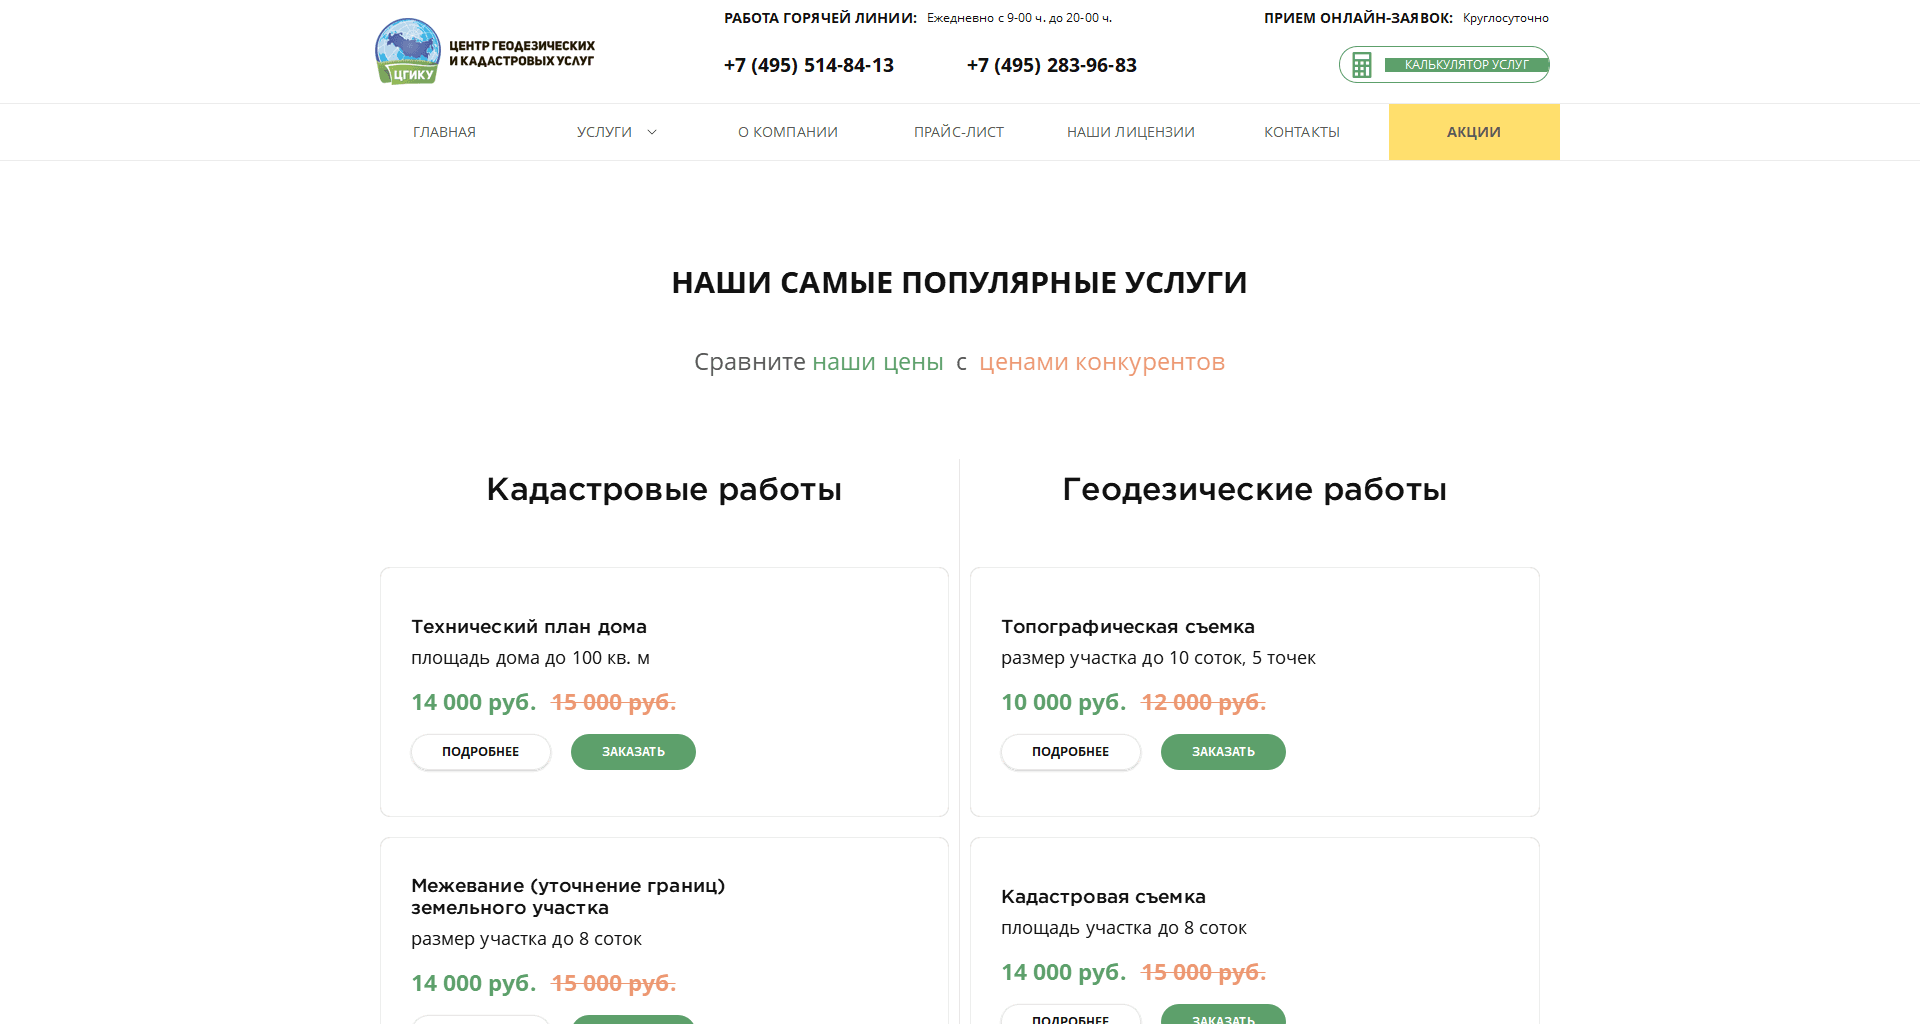 РАБОТА ГОРЯЧЕЙ ЛИНИИ: Ежедневно с 9-00 ч. до 20-00 ч.
ПРИЕМ ОНЛАЙН-ЗАЯВОК: Круглосуточно
ЦЕНТР ГЕОДЕЗИЧЕСКИХ
И КАДАСТРОВЫХ УСЛУГ
ЦГИКУ
+7 (495) 514-84-13
+7 (495) 283-96-83
КАЛЬКУЛЯТОР УСЛУГ
ГЛАВНАЯ
УСЛУГИ
О КОМПАНИИ
ПРАЙС-ЛИСТ
НАШИ ЛИЦЕНЗИИ
КОНТАКТЫ
АКЦИИ
НАШИ САМЫЕ ПОПУЛЯРНЫЕ УСЛУГИ
Сравните наши цены с ценами конкурентов
Кадастровые работы
Технический план дома
площадь дома до 100 кв. м
14 000 руб. 15 000 руб.
ПОДРОБНЕЕ ЗАКАЗАТЬ
Межевание (уточнение границ)
земельного участка
размер участка до 8 соток
14 000 руб. 15 000 руб.
Геодезические работы
Топографическая съемка
размер участка до 10 соток, 5 точек
10 000 руб. 12 000 руб.
ПОДРОБНЕЕ ЗАКАЗАТЬ
Кадастровая съемка
площадь участка до 8 соток
14 000 руб. 15 000 руб.
ПОДРОБНЕЕ ЗАКАЗАТЬ